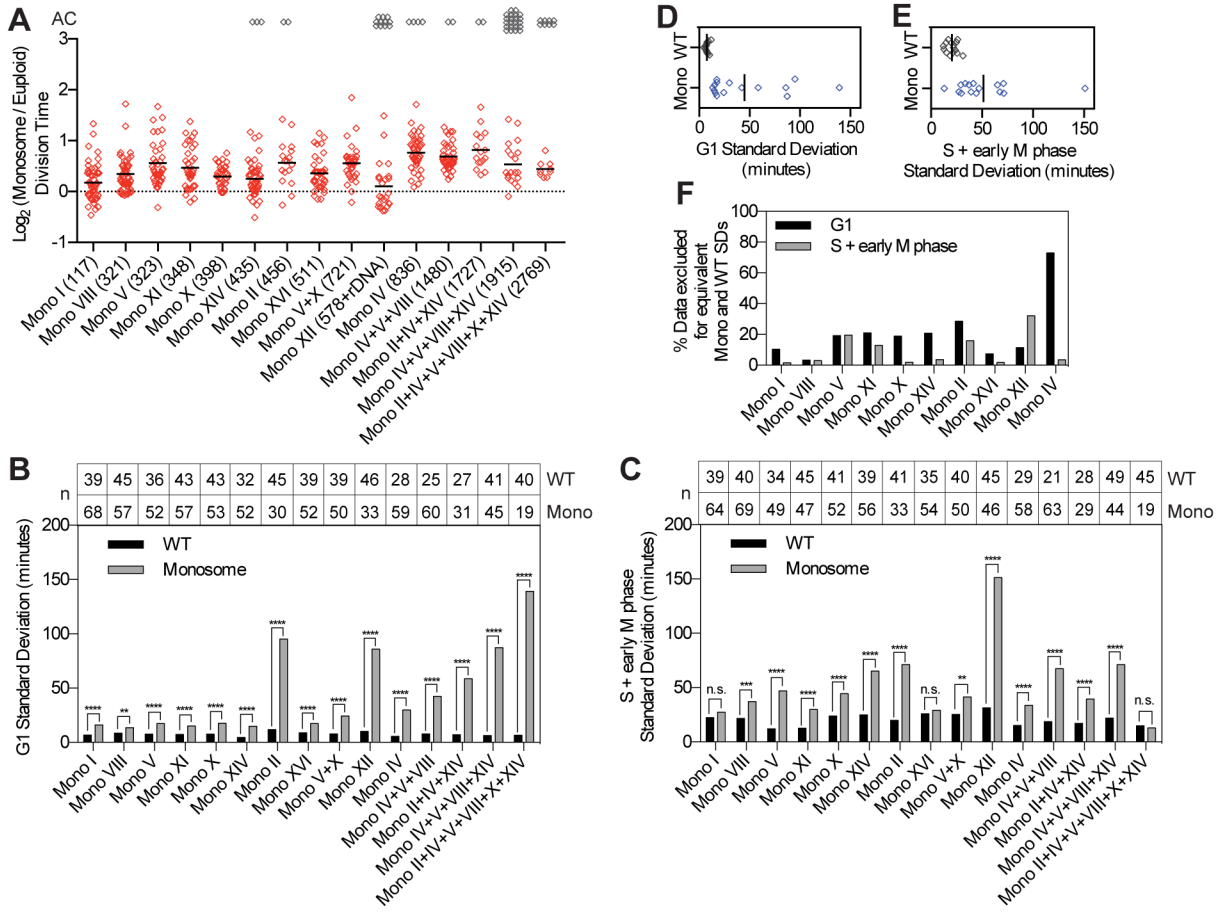 A
AC
3
2
1
0
-1
Log2 (Monosome / Euploid)
Division Time
Mono I (117)
Mono VIII (321)
Mono V (323)
Mono XI (348)
Mono X (398)
Mono XIV (435)
Mono II (456)
Mono XVI (511)
Mono V+X (721)
Mono XII (578+rDNA)
Mono IV (836)
Mono IV+V+VIII (1480)
Mono II+IV+XIV (1727)
Mono IV+V+VIII+XIV (1915)
Mono II+IV+V+VIII+X+XIV (2769)
D
Mono WT
0 50 100 150
G1 Standard Deviation
(minutes)
E
Mono WT
0 50 100 150
S + early M phase
Standard Deviation (minutes)
F
G1
S + early M phase
100
80
60
40
20
0
% Data excluded
for equivalent
Mono and WT SDs
Mono I
Mono VIII
Mono V
Mono XI
Mono X
Mono XIV
Mono II
Mono XVI
Mono XII
Mono IV
B
n
39 45 36 43 43 32 45 39 39 46 28 25 27 41 40 WT
68 57 52 57 53 52 30 52 50 33 59 60 31 45 19 Mono
WT
Monosome
200
150
100
50
0
G1 Standard Deviation (minutes)
**** ** **** **** **** **** **** **** **** **** **** **** **** **** ****
Mono I
Mono VIII
Mono V
Mono XI
Mono X
Mono XIV
Mono II
Mono XVI
Mono V+X
Mono XII
Mono IV
Mono IV+V+VIII
Mono II+IV+XIV
Mono IV+V+VIII+XIV
Mono II+IV+V+VIII+X+XIV
C
n
39 40 34 45 41 39 41 35 40 45 29 21 28 49 45 WT
64 69 49 47 52 56 33 54 50 46 58 63 29 44 19 Mono
WT
Monosome
200
150
100
50
0
S + early M phase
Standard Deviation (minutes)
n.s. *** **** **** **** **** **** n.s. ** **** **** **** **** **** n.s.
Mono I
Mono VIII
Mono V
Mono XI
Mono X
Mono XIV
Mono II
Mono XVI
Mono V+X
Mono XII
Mono IV
Mono IV+V+VIII
Mono II+IV+XIV
Mono IV+V+VIII+XIV
Mono II+IV+V+VIII+X+XIV